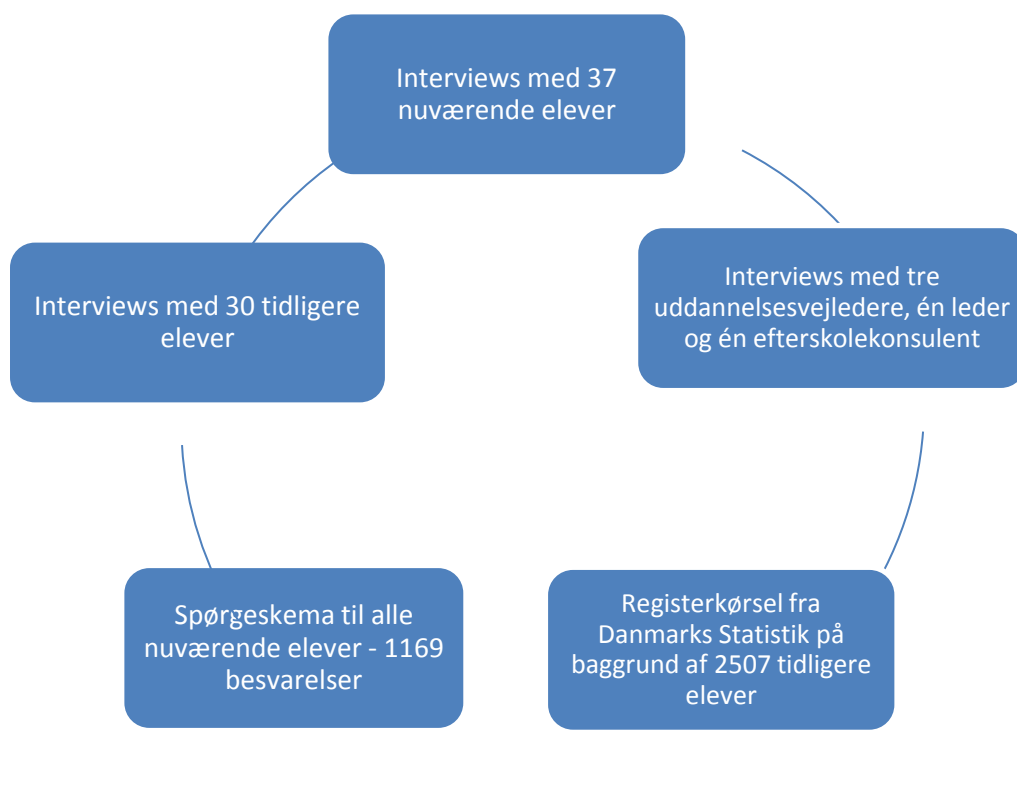 Interviews med 37
nuværende elever
Interviews med 30 tidligere
elever
Interviews med tre
uddannelsesvejledere, én leder
og én efterskolekonsulent
Spørgeskema til alle
nuværende elever - 1169
besvarelser
Registerkørsel fra
Danmarks Statistik på
baggrund af 2507 tidligere
elever